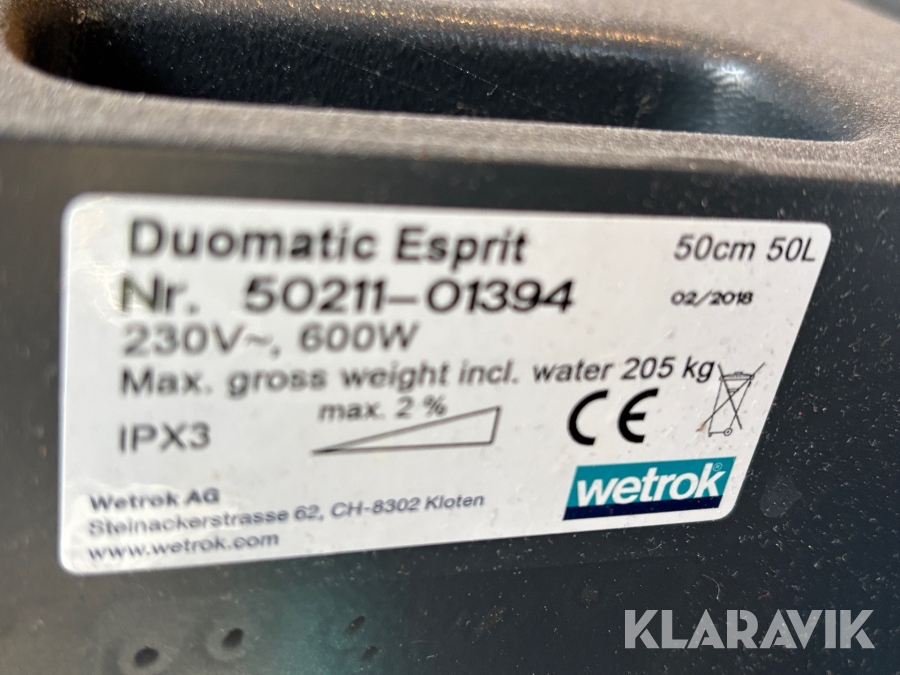 Duomatic Esprit
50cm 50L
Nr. 50211-01394
02/2018
230V~, 600W
Max. gross weight incl. water 205 kg
max. 2 %
IPX3
CE
Wetrok AG
Steinackerstrasse 62, CH-8302 Kloten
www.wetrok.com
wetrok®
KLARAVIK